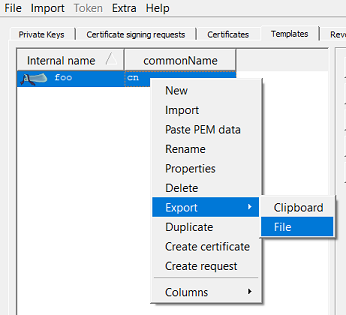 File Import Token Extra Help
Private Keys Certificate signing requests Certificates Templates
Internal name commonName
foo cn
New
Import
Paste PEM data
Rename
Properties
Delete
Export Clipboard
Duplicate File
Create certificate
Create request
Columns